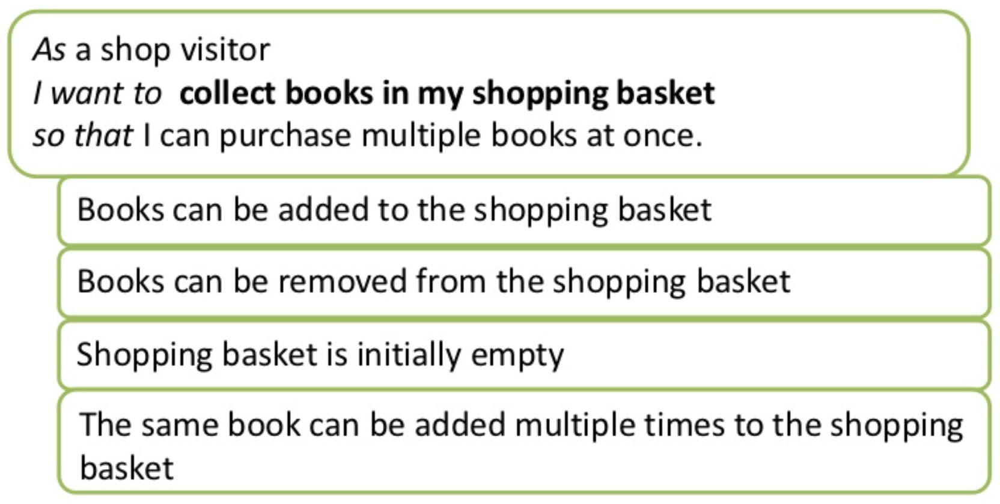 As a shop visitor
I want to collect books in my shopping basket
so that I can purchase multiple books at once.
Books can be added to the shopping basket
Books can be removed from the shopping basket
Shopping basket is initially empty
The same book can be added multiple times to the shopping
basket